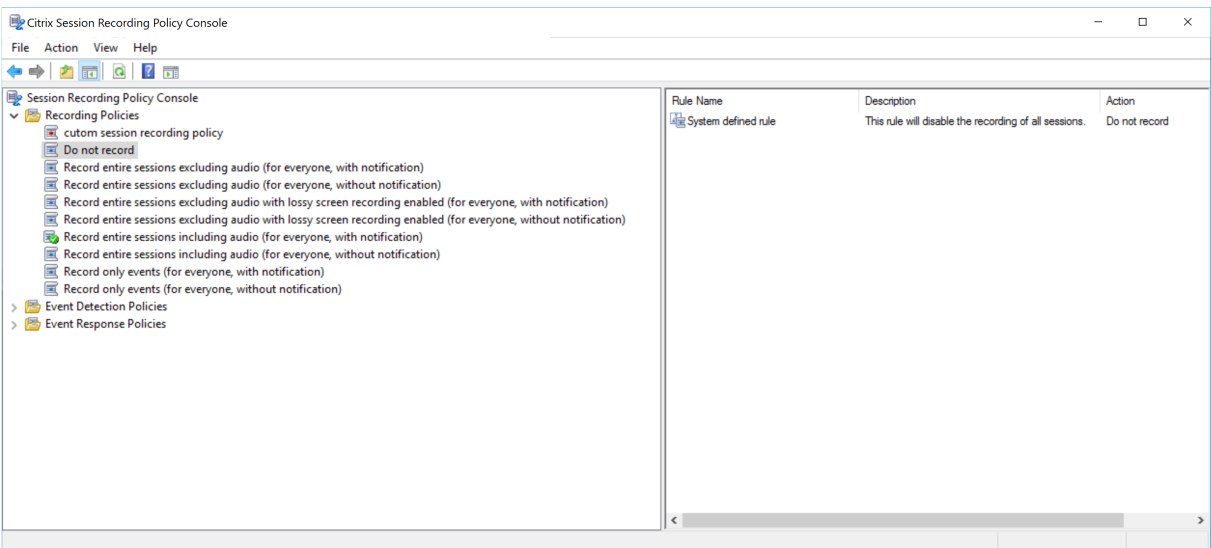 Citrix Session Recording Policy Console
File Action View Help
Session Recording Policy Console
Recording Policies
cutom session recording policy
Do not record
Record entire sessions excluding audio (for everyone, with notification)
Record entire sessions excluding audio (for everyone, without notification)
Record entire sessions excluding audio with lossy screen recording enabled (for everyone, with notification)
Record entire sessions excluding audio with lossy screen recording enabled (for everyone, without notification)
Record entire sessions including audio (for everyone, with notification)
Record entire sessions including audio (for everyone, without notification)
Record only events (for everyone, with notification)
Record only events (for everyone, without notification)
Event Detection Policies
Event Response Policies
Rule Name Description Action
System defined rule This rule will disable the recording of all sessions. Do not record